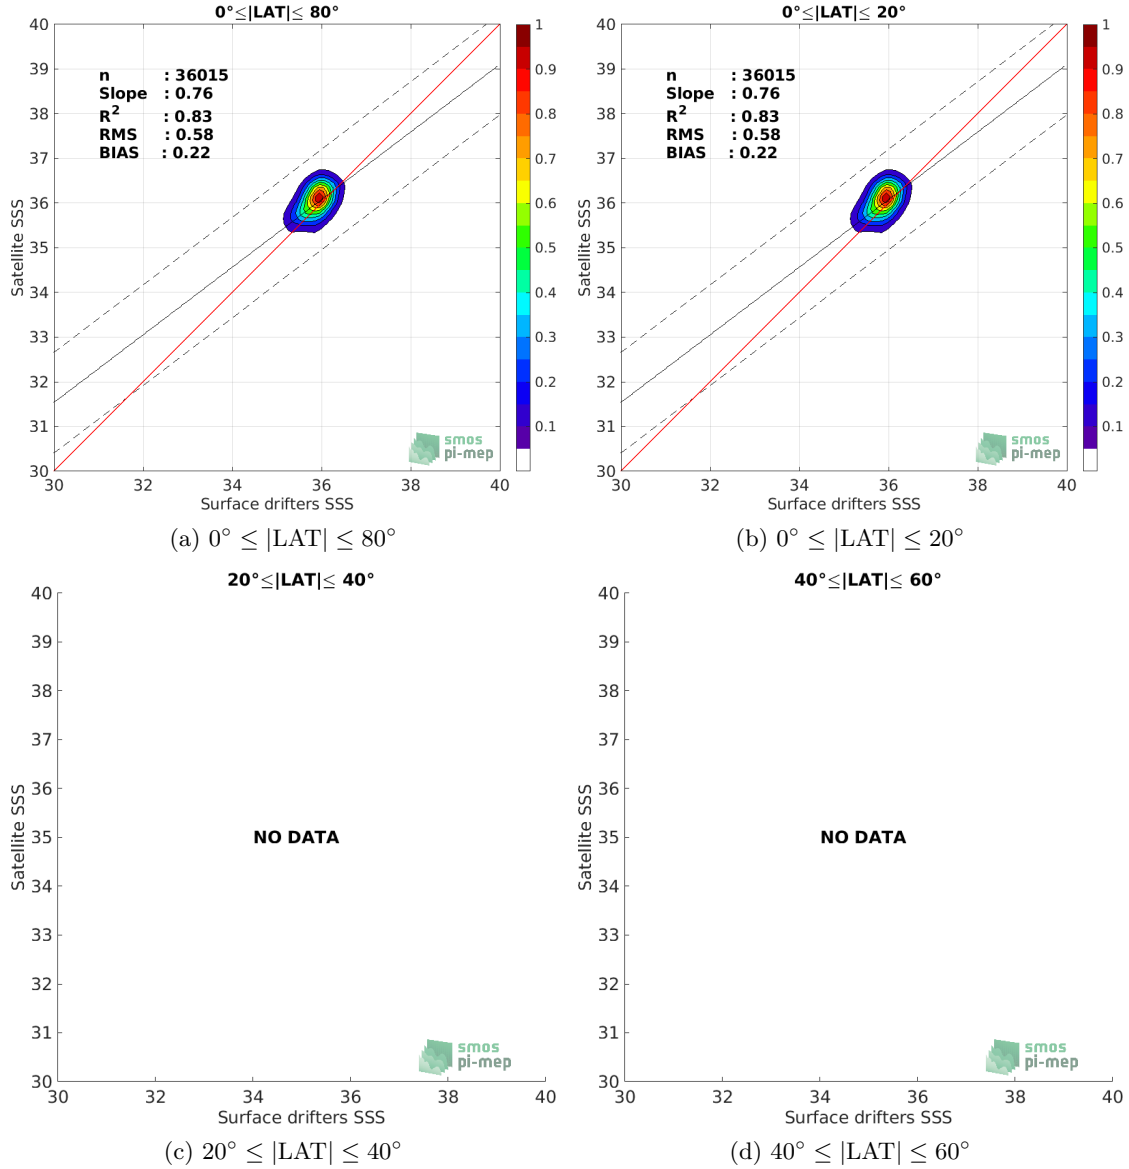 0°≤|LAT|≤ 80°
n : 36015
Slope : 0.76
R² : 0.83
RMS : 0.58
BIAS : 0.22
40
39
38
37
36
35
34
33
32
31
30
Satellite SSS
30 32 34 36 38 40
Surface drifters SSS
1
0.9
0.8
0.7
0.6
0.5
0.4
0.3
0.2
0.1
smos
pi-mep
(a) 0° ≤ |LAT| ≤ 80°
0°≤|LAT|≤ 20°
n : 36015
Slope : 0.76
R² : 0.83
RMS : 0.58
BIAS : 0.22
40
39
38
37
36
35
34
33
32
31
30
Satellite SSS
30 32 34 36 38 40
Surface drifters SSS
1
0.9
0.8
0.7
0.6
0.5
0.4
0.3
0.2
0.1
smos
pi-mep
(b) 0° ≤ |LAT| ≤ 20°
20°≤|LAT|≤ 40°
40
39
38
37
36
35
34
33
32
31
30
Satellite SSS
NO DATA
30 32 34 36 38 40
Surface drifters SSS
smos
pi-mep
(c) 20° ≤ |LAT| ≤ 40°
40°≤|LAT|≤ 60°
40
39
38
37
36
35
34
33
32
31
30
Satellite SSS
NO DATA
30 32 34 36 38 40
Surface drifters SSS
smos
pi-mep
(d) 40° ≤ |LAT| ≤ 60°